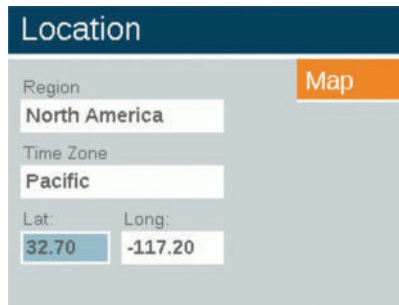 Location
Map
Region
North America
Time Zone
Pacific
Lat: Long:
32.70 -117.20